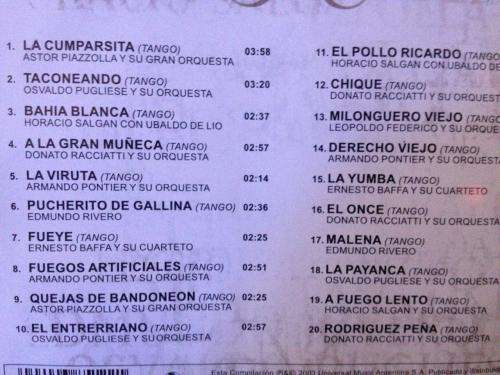 1. LA CUMPARSITA (TANGO) 03:58
ASTOR PIAZZOLLA Y SU GRAN ORQUESTA
2. TACONEANDO (TANGO) 03:20
OSVALDO PUGLIESE Y SU ORQUESTA
3. BAHIA BLANCA (TANGO) 02:37
HORACIO SALGAN CON UBALDO DE LIO
4. A LA GRAN MUÑECA (TANGO) 02:57
DONATO RACCIATTI Y SU ORQUESTA
5. LA VIRUTA (TANGO) 02:14
ARMANDO PONTIER Y SU ORQUESTA
6. PUCHERITO DE GALLINA (TANGO) 02:36
EDMUNDO RIVERO
7. FUEYE (TANGO) 02:25
ERNESTO BAFFA Y SU CUARTETO
8. FUEGOS ARTIFICIALES (TANGO) 02:51
ARMANDO PONTIER Y SU ORQUESTA
9. QUEJAS DE BANDONEON (TANGO) 02:25
ASTOR PIAZZOLLA Y SU GRAN ORQUESTA
10. EL ENTRERRIANO (TANGO) 02:57
OSVALDO PUGLIESE Y SU ORQUESTA
11. EL POLLO RICARDO (TANGO)
HORACIO SALGAN CON UBALDO DE
12. CHIQUE (TANGO)
DONATO RACCIATTI Y SU ORQUESTA
13. MILONGUERO VIEJO (TANGO)
LEOPOLDO FEDERICO Y SU ORQUESTA
14. DERECHO VIEJO (TANGO)
ARMANDO PONTIER Y SU ORQUESTA
15. LA YUMBA (TANGO)
ERNESTO BAFFA Y SU CUARTETO
16. EL ONCE (TANGO)
DONATO RACCIATTI Y SU ORQUESTA
17. MALENA (TANGO)
EDMUNDO RIVERO
18. LA PAYANCA (TANGO)
OSVALDO PUGLIESE Y SU ORQUESTA
19. A FUEGO LENTO (TANGO)
HORACIO SALGAN Y SU ORQUESTA
20. RODRIGUEZ PEÑA (TANGO)
DONATO RACCIATTI Y SU ORQUESTA
Esta Compilación 2003 Universal Music Argentina S.A. Publicado y